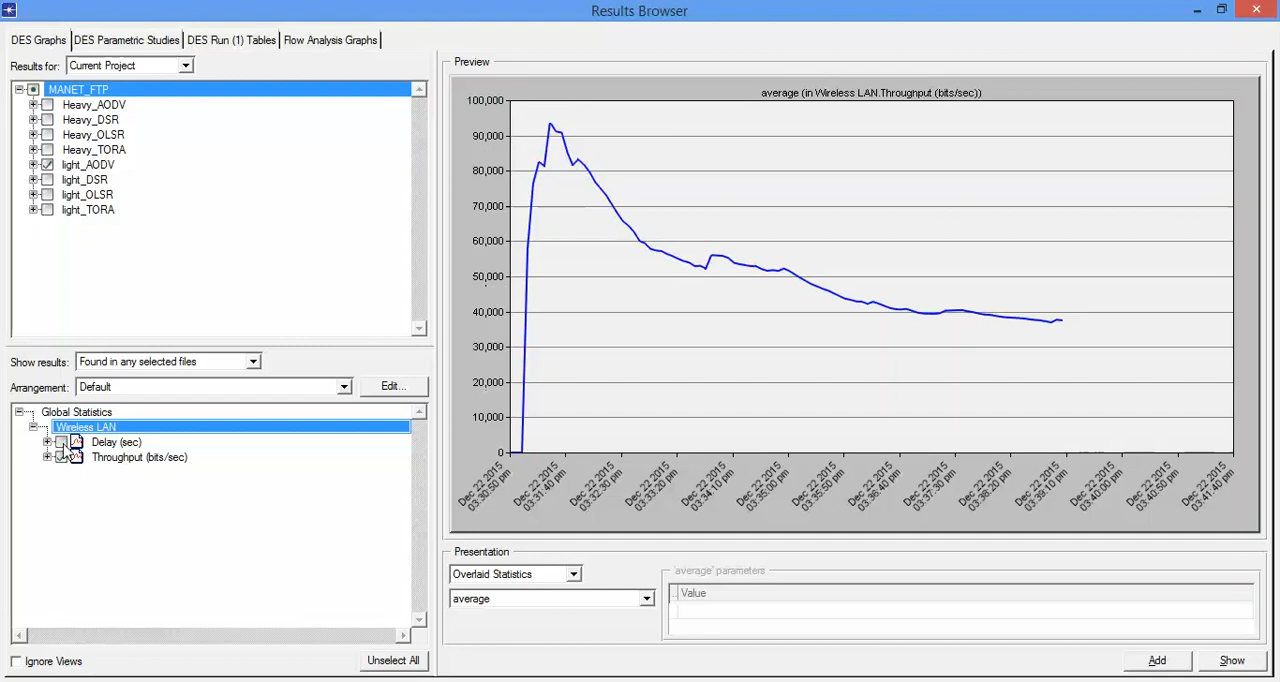 Results Browser
DES Graphs DES Parametric Studies DES Run (1) Tables Flow Analysis Graphs
Results for: Current Project
MANET_FTP
Heavy_AODV
Heavy_DSR
Heavy_OLSR
Heavy_TORA
light_AODV
light_DSR
light_OLSR
light_TORA
Show results: Found in any selected files
Arrangement: Default Edit...
Global Statistics
Wireless LAN
Delay (sec)
Throughput (bits/sec)
Ignore Views Unselect All
Preview
average (in Wireless LAN.Throughput (bits/sec))
100,000
90,000
80,000
70,000
60,000
50,000
40,000
30,000
20,000
10,000
0
Dec 22 2015 03:30:50 pm
Dec 22 2015 03:31:40 pm
Dec 22 2015 03:32:30 pm
Dec 22 2015 03:33:20 pm
Dec 22 2015 03:34:10 pm
Dec 22 2015 03:35:00 pm
Dec 22 2015 03:35:50 pm
Dec 22 2015 03:36:40 pm
Dec 22 2015 03:37:30 pm
Dec 22 2015 03:38:20 pm
Dec 22 2015 03:39:10 pm
Dec 22 2015 03:40:00 pm
Dec 22 2015 03:40:50 pm
Dec 22 2015 03:41:40 pm
Presentation
Overlaid Statistics
average
'average' parameters
... Value
Add Show